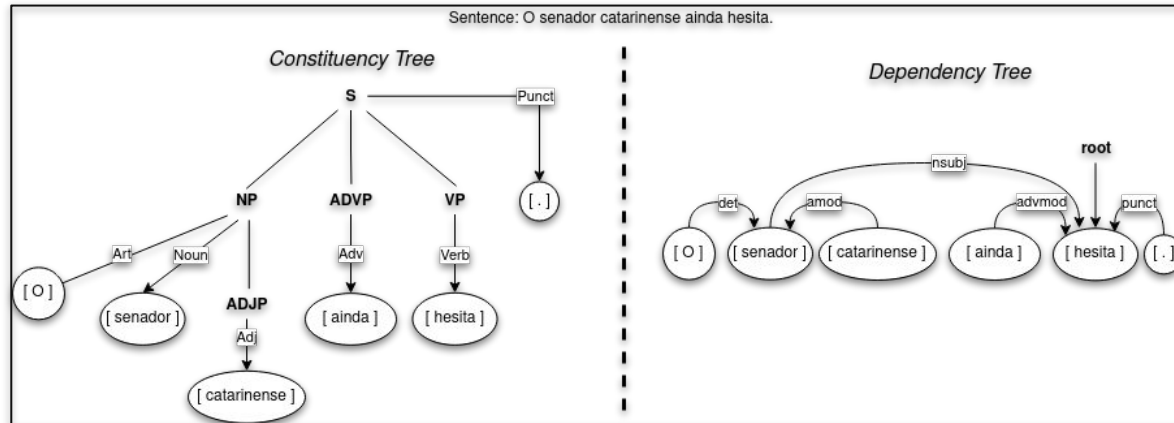 Sentence: O senador catarinense ainda hesita.
Constituency Tree
S
Punct
NP
ADVP
VP
[ . ]
Art
Noun
Adv
Verb
[ O ]
[ senador ]
ADJP
[ ainda ]
[ hesita ]
Adj
[ catarinense ]
Dependency Tree
root
nsubj
det
amod
advmod
punct
[ O ]
[ senador ]
[ catarinense ]
[ ainda ]
[ hesita ]
[ . ]